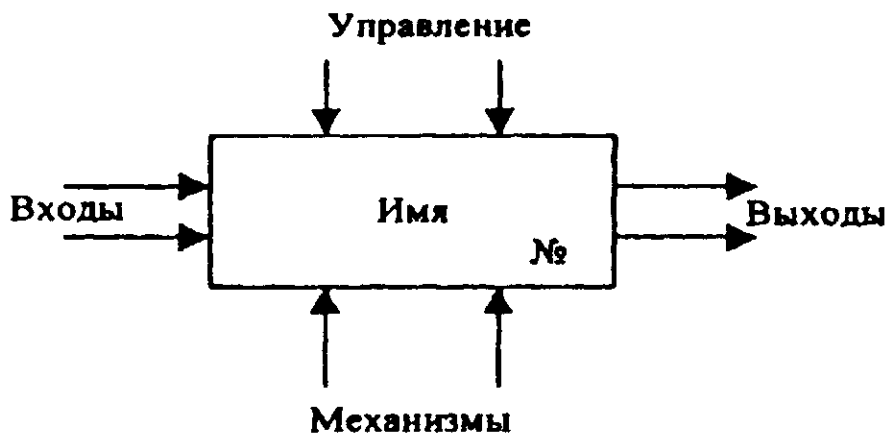 Управление
Входы
Имя
Выходы
№
Механизмы